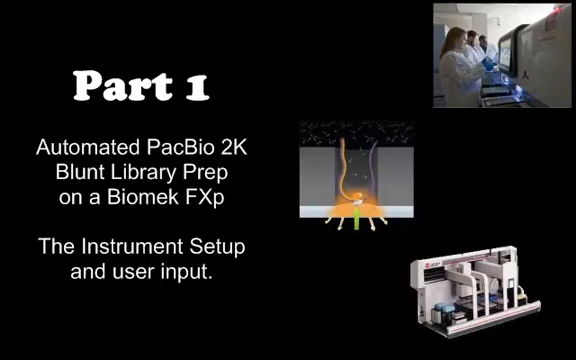 Part 1
Automated PacBio 2K
Blunt Library Prep
on a Biomek FXp
The Instrument Setup
and user input.